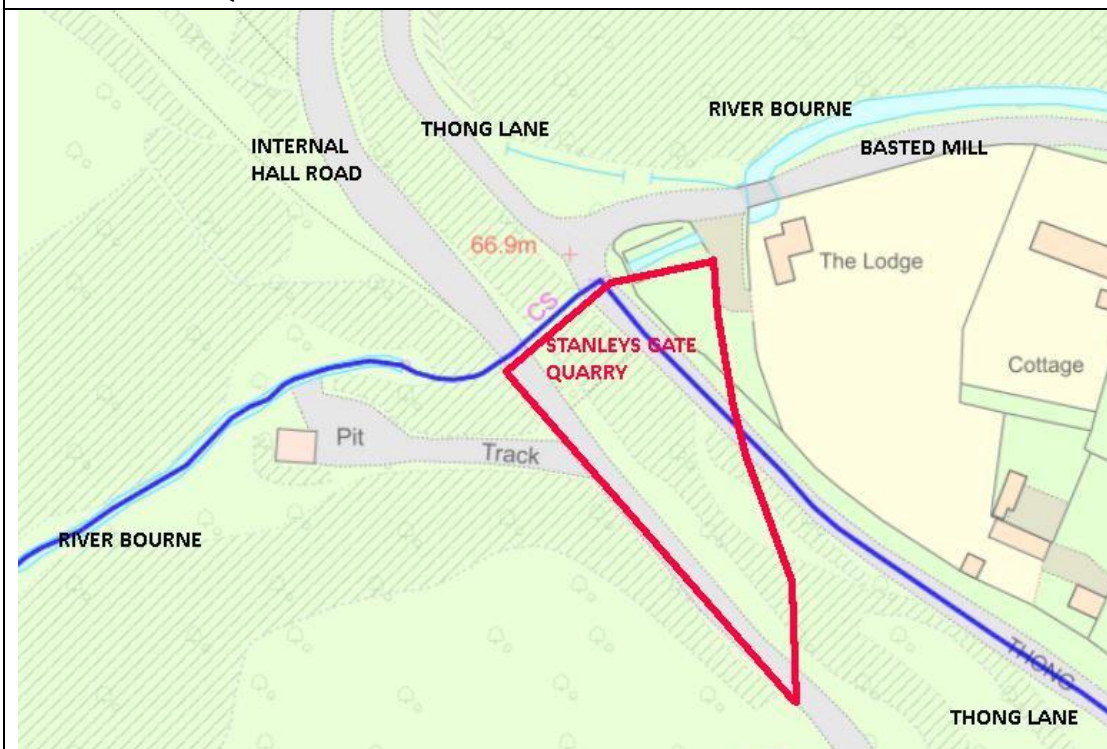 RIVER BOURNE
THONG LANE
BASTED MILL
INTERNAL
HALL ROAD
66.9m
The Lodge
CS
STANLEYS GATE
QUARRY
Cottage
Pit
Track
RIVER BOURNE
THONG
THONG LANE